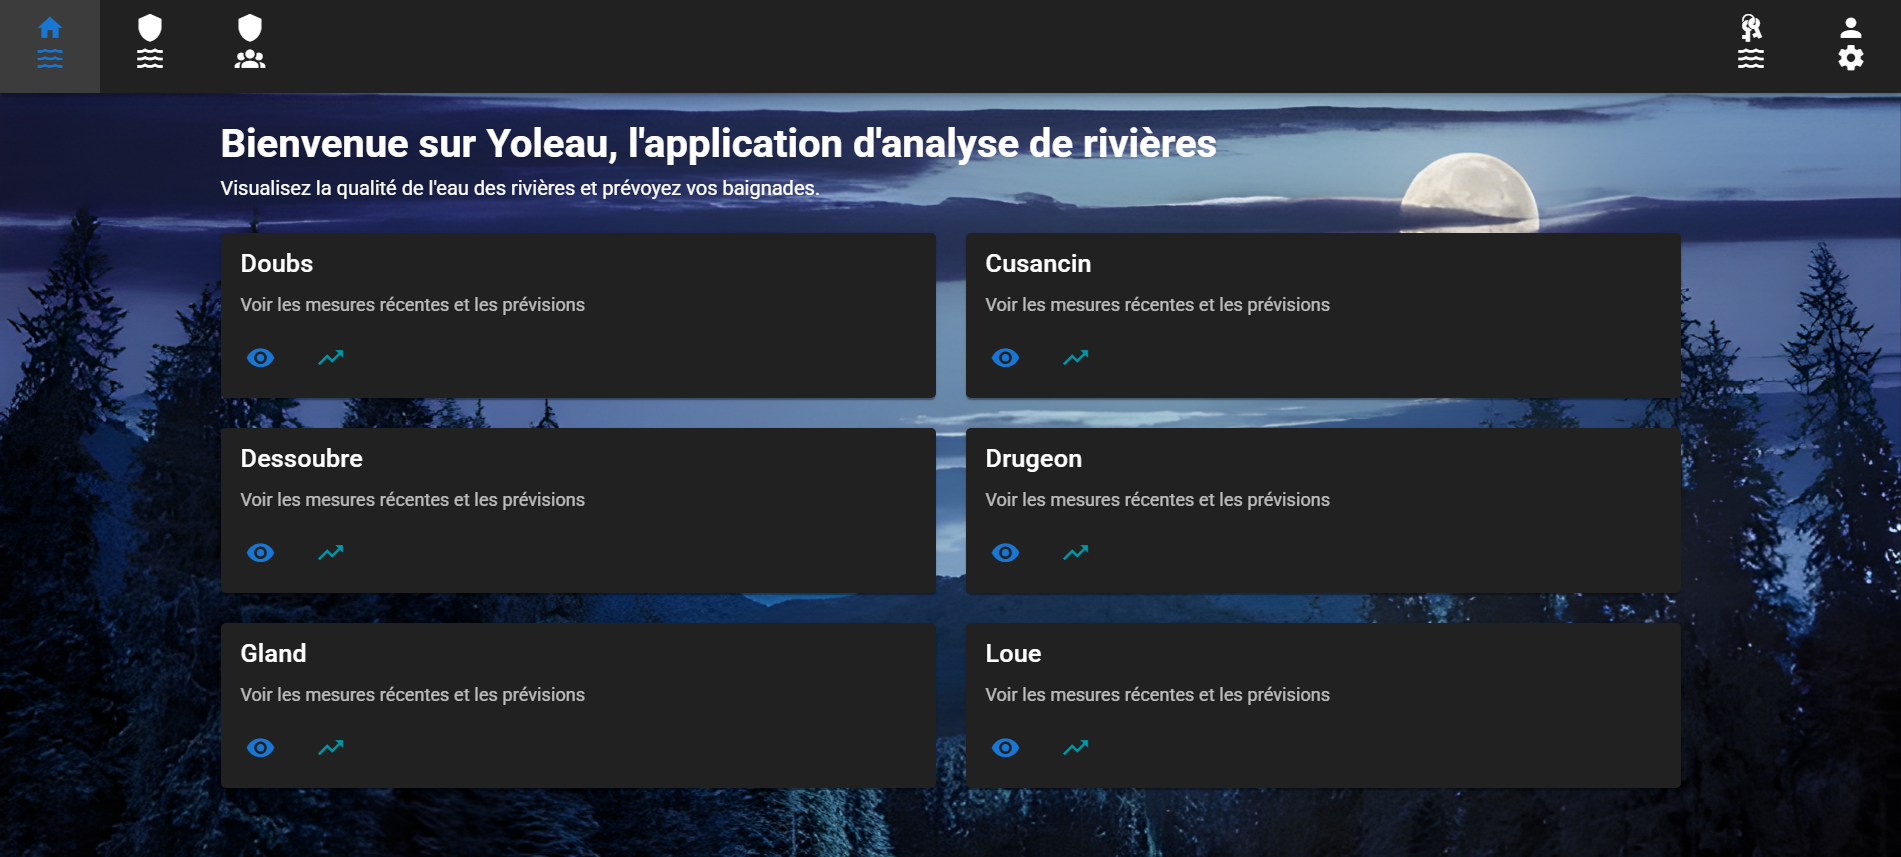 Bienvenue sur Yoleau, l'application d'analyse de rivières
Visualisez la qualité de l'eau des rivières et prévoyez vos baignades.
Doubs
Voir les mesures récentes et les prévisions
Cusancin
Voir les mesures récentes et les prévisions
Dessoubre
Voir les mesures récentes et les prévisions
Drugeon
Voir les mesures récentes et les prévisions
Gland
Voir les mesures récentes et les prévisions
Loue
Voir les mesures récentes et les prévisions